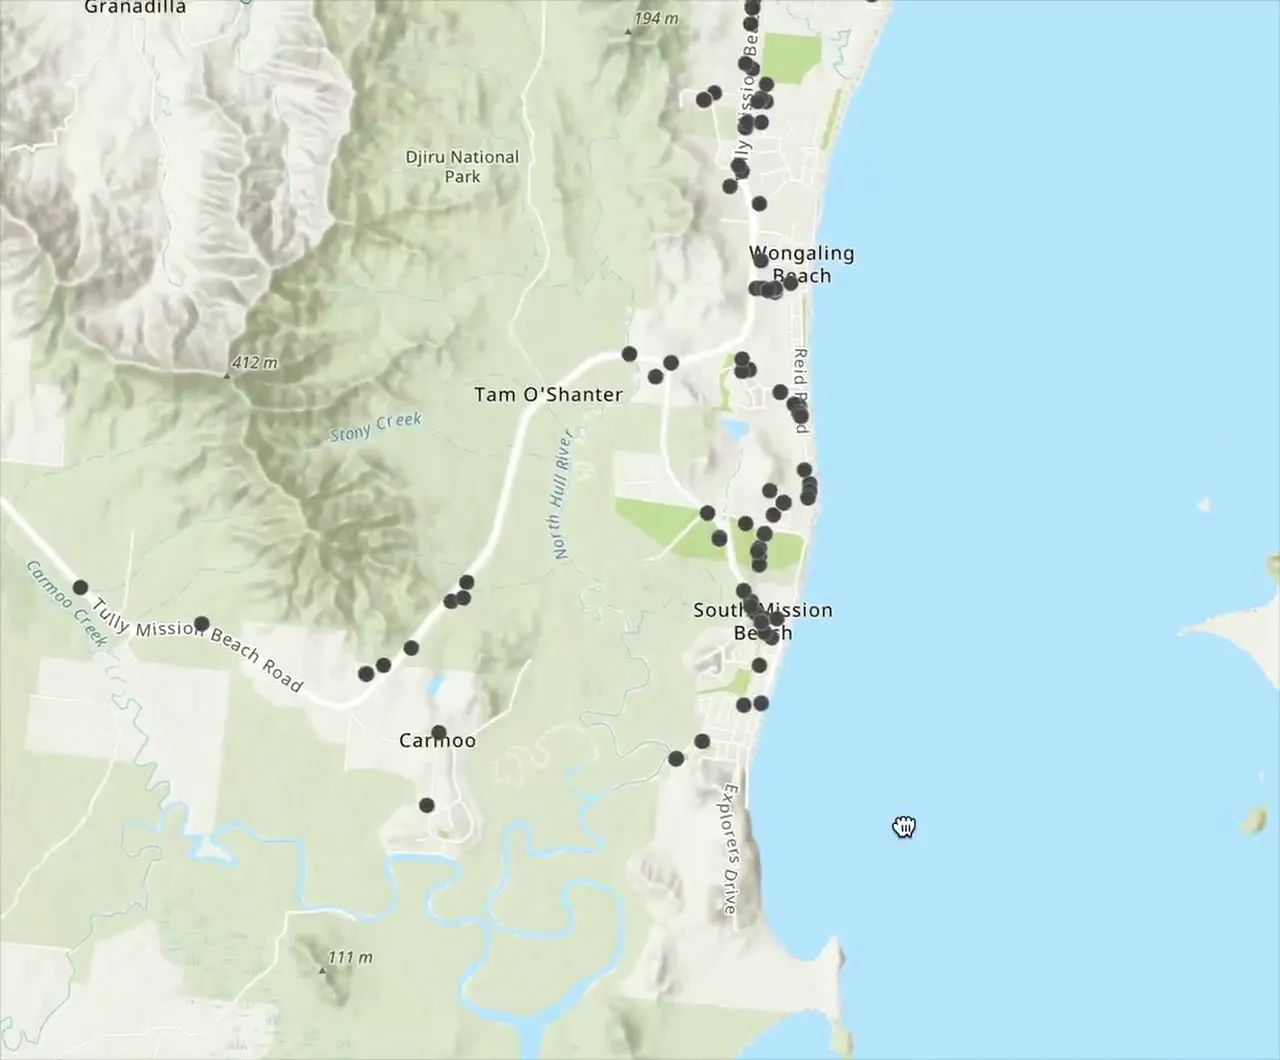 Granadilla
194 m
Tully Mission Bea
Djiru National
Park
Wongaling
Beach
412 m
Reid Road
Tam O'Shanter
Stony Creek
North Hull River
Carmoo Creek
Tully Mission Beach Road
South Mission
Beach
Carmoo
Explorers Drive
111 m